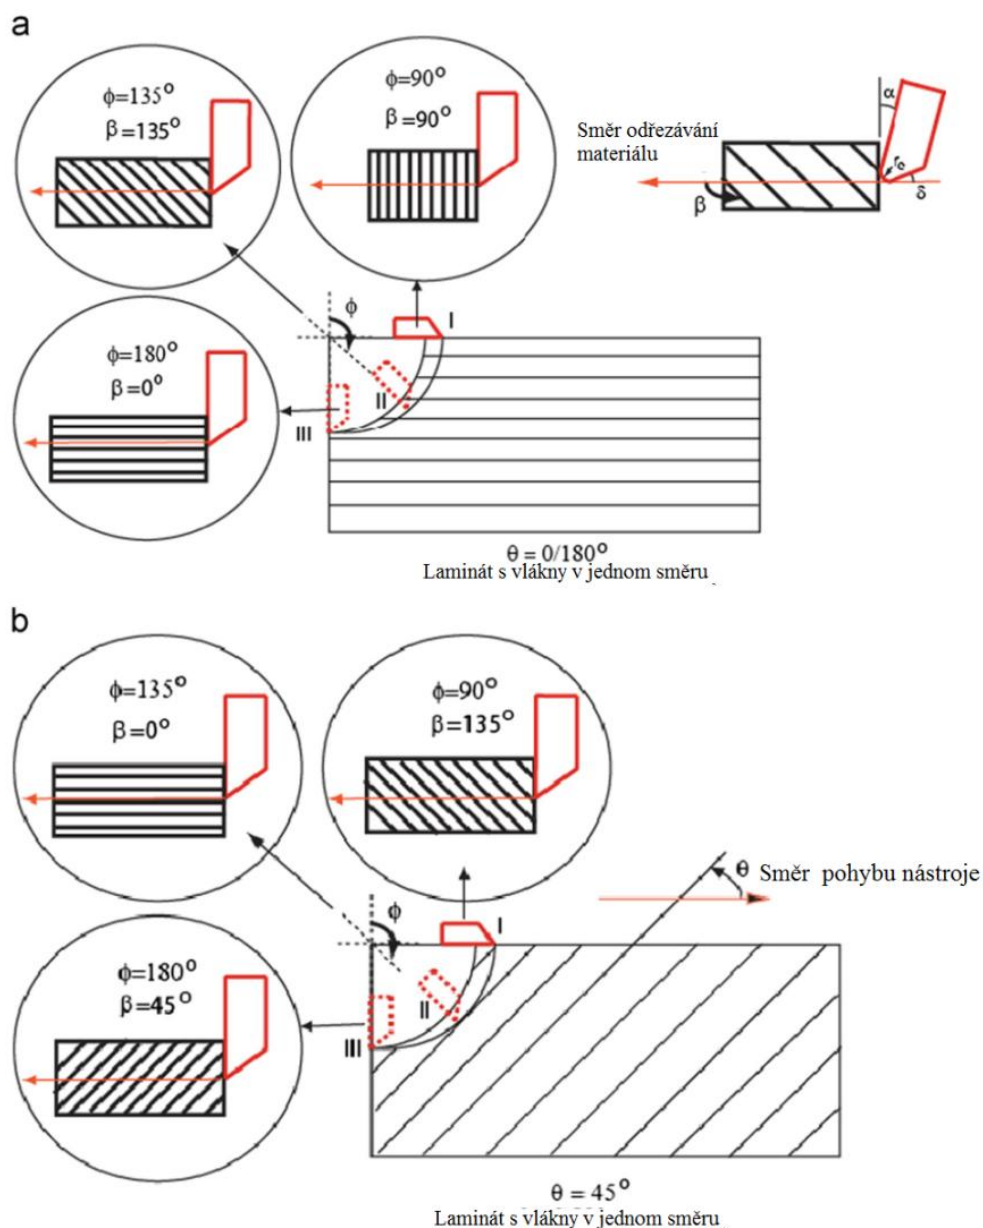 a
ϕ=135°
β=135°
ϕ=90°
β=90°
Směr odřezávání
materiálu
α
r₀
β
δ
ϕ=180°
β=0°
ϕ
I
II
III
θ = 0/180°
Laminát s vlákny v jednom směru
b
ϕ=135°
β=0°
ϕ=90°
β=135°
θ Směr pohybu nástroje
ϕ
I
ϕ=180°
β=45°
II
III
θ = 45°
Laminát s vlákny v jednom směru